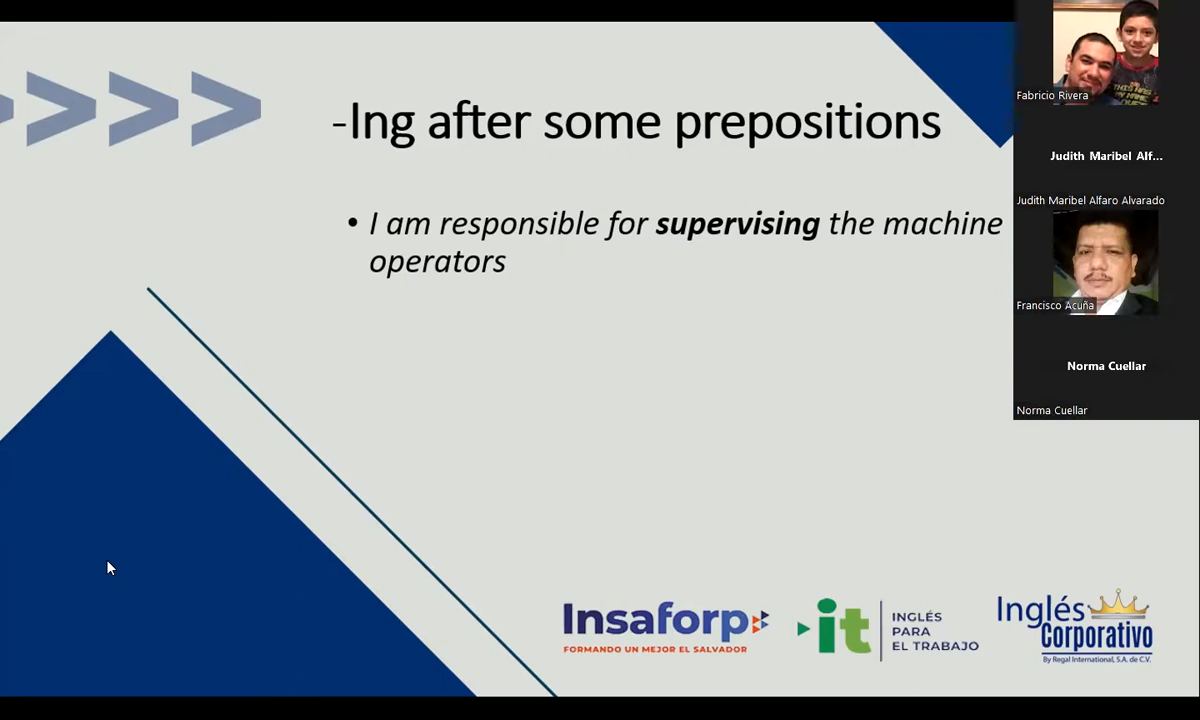 -Ing after some prepositions
• I am responsible for supervising the machine
operators
Insaforp
FORMANDO UN MEJOR EL SALVADOR
it
INGLÉS
PARA
EL TRABAJO
Inglés
Corporativo
By Regal International, S.A. de C.V.
Fabricio Rivera
Judith Maribel Alf...
Judith Maribel Alfaro Alvarado
Francisco Acuña
Norma Cuellar
Norma Cuellar